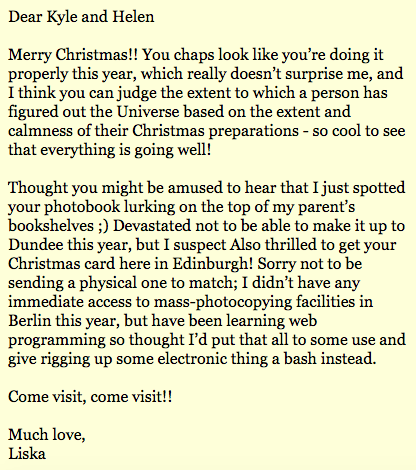 Dear Kyle and Helen
Merry Christmas!! You chaps look like you're doing it
properly this year, which really doesn't surprise me, and
I think you can judge the extent to which a person has
figured out the Universe based on the extent and
calmness of their Christmas preparations - so cool to see
that everything is going well!
Thought you might be amused to hear that I just spotted
your photobook lurking on the top of my parent's
bookshelves ;) Devastated not to be able to make it up to
Dundee this year, but I suspect Also thrilled to get your
Christmas card here in Edinburgh! Sorry not to be
sending a physical one to match; I didn't have any
immediate access to mass-photocopying facilities in
Berlin this year, but have been learning web
programming so thought I'd put that all to some use and
give rigging up some electronic thing a bash instead.
Come visit, come visit!!
Much love,
Liska